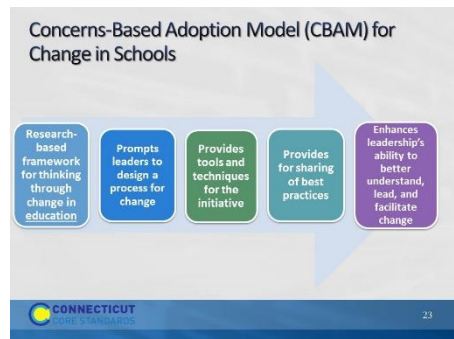 Concerns-Based Adoption Model (CBAM) for
Change in Schools
Research-
based
framework
for thinking
through
change in
education
Prompts
leaders to
design a
process for
change
Provides
tools and
techniques
for the
initiative
Provides
for sharing
of best
practices
Enhances
leadership's
ability to
better
understand,
lead, and
facilitate
change
CONNECTICUT
CORE STANDARDS
23